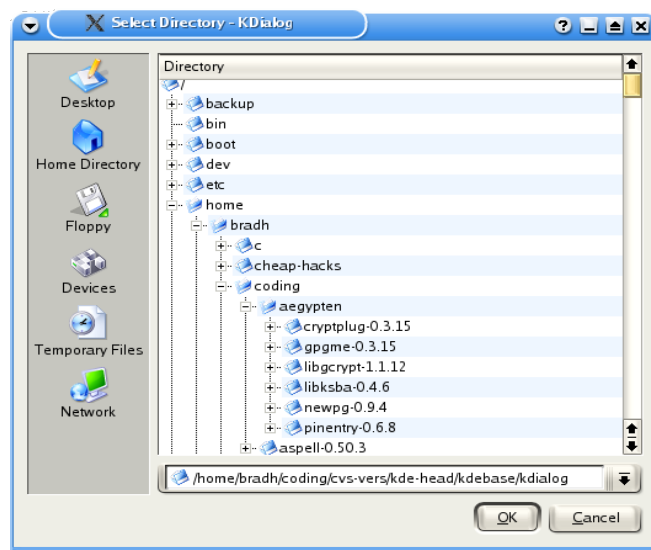 Select Directory - KDialog
Desktop
Home Directory
Floppy
Devices
Temporary Files
Network
Directory
/
backup
bin
boot
dev
etc
home
bradh
c
cheap-hacks
coding
aegypten
cryptplug-0.3.15
gpgme-0.3.15
libgcrypt-1.1.12
libksba-0.4.6
newpg-0.9.4
pinentry-0.6.8
aspell-0.50.3
/home/bradh/coding/cvs-vers/kde-head/kdebase/kdialog
OK
Cancel